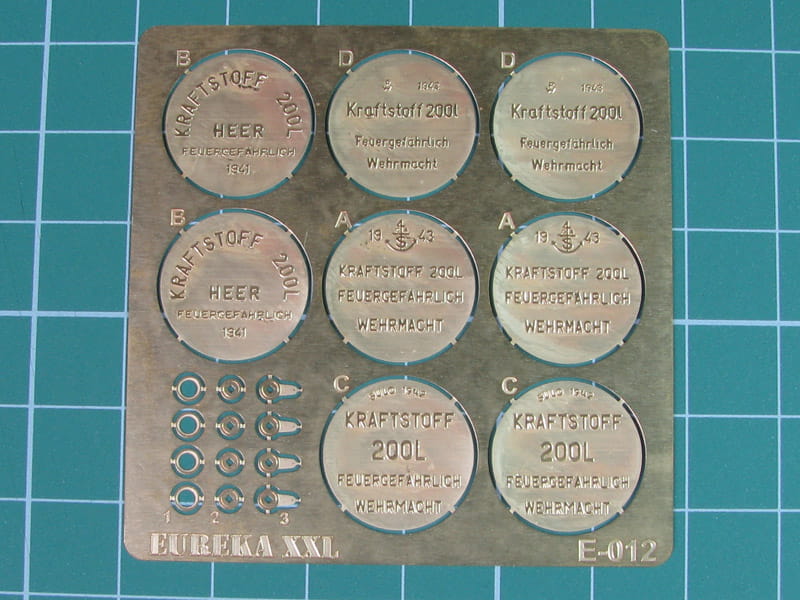 B
KRAFTSTOFF 200L
HEER
FEUERGEFÄHRLICH
1941
D
1943
Kraftstoff 200l
Feuergefährlich
Wehrmacht
D
1943
Kraftstoff 200l
Feuergefährlich
Wehrmacht
B
KRAFTSTOFF 200L
HEER
FEUERGEFÄHRLICH
1941
A
19 43
KRAFTSTOFF 200L
FEUERGEFÄHRLICH
WEHRMACHT
A
19 43
KRAFTSTOFF 200L
FEUERGEFÄHRLICH
WEHRMACHT
C
1942
KRAFTSTOFF
200L
FEUERGEFÄHRLICH
WEHRMACHT
C
1942
KRAFTSTOFF
200L
FEUERGEFÄHRLICH
WEHRMACHT
1 2 3
EUREKA XXL
E-012